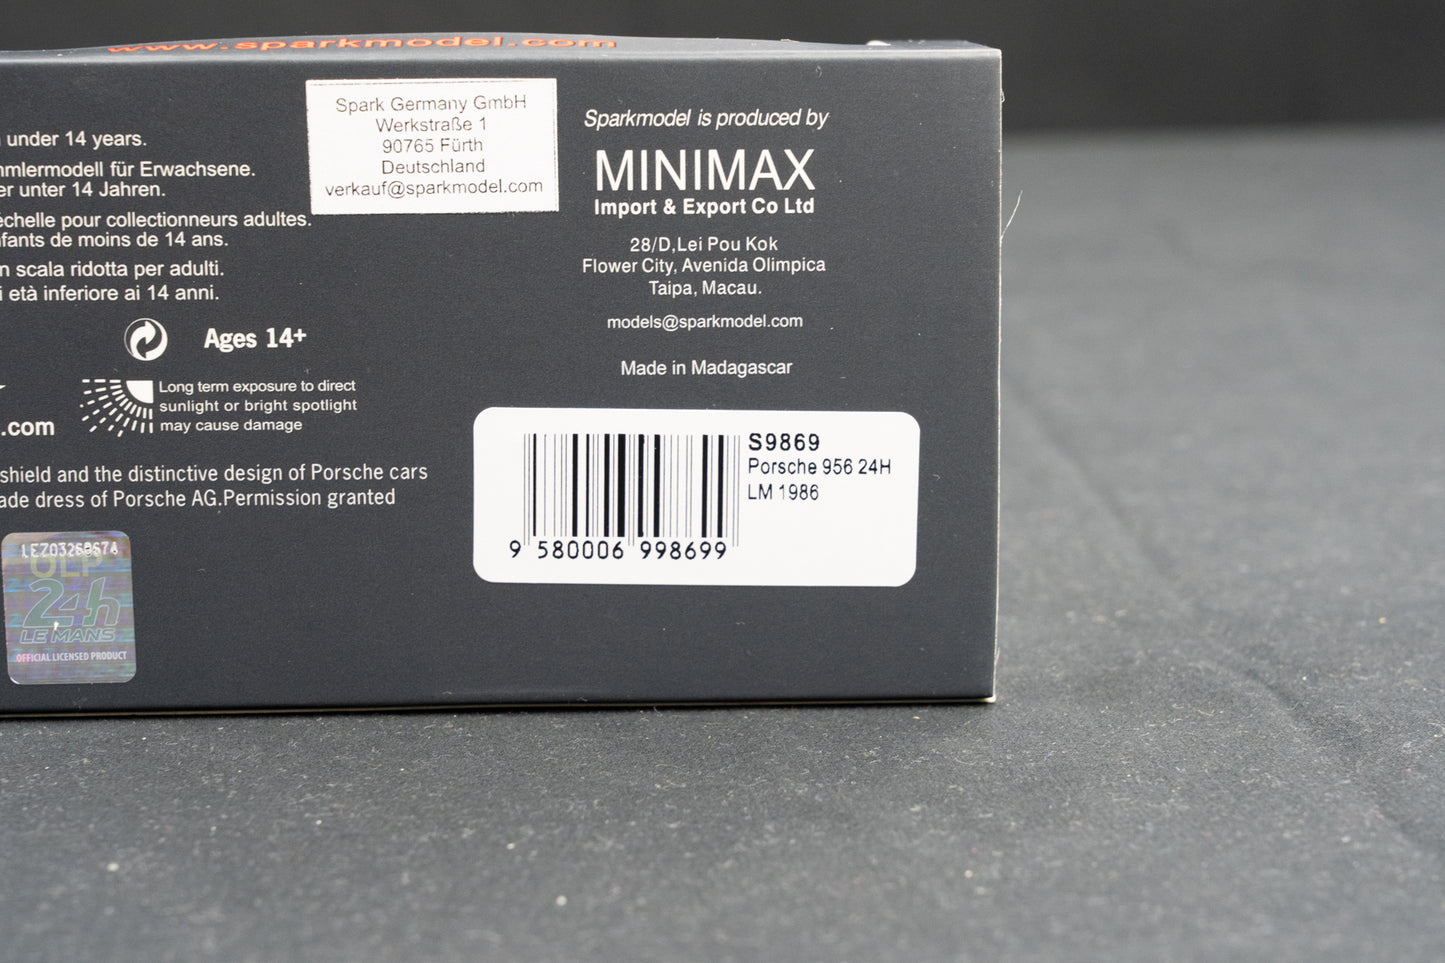 www.sparkmodel.com
under 14 years.
mmlermodell für Erwachsene.
er unter 14 Jahren.
échelle pour collectionneurs adultes.
nfants de moins de 14 ans.
n scala ridotta per adulti.
i età inferiore ai 14 anni.
Ages 14+
Long term exposure to direct
sunlight or bright spotlight
may cause damage
.com
shield and the distinctive design of Porsche cars
ade dress of Porsche AG.Permission granted
OLP
24h
LE MANS
OFFICIAL LICENSED PRODUCT
Spark Germany GmbH
Werkstraße 1
90765 Fürth
Deutschland
verkauf@sparkmodel.com
Sparkmodel is produced by
MINIMAX
Import & Export Co Ltd
28/D,Lei Pou Kok
Flower City, Avenida Olimpica
Taipa, Macau.
models@sparkmodel.com
Made in Madagascar
S9869
Porsche 956 24H
LM 1986
9 580006 998699